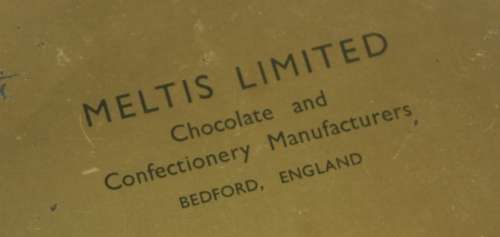 MELTIS LIMITED
Chocolate and
Confectionery Manufacturers,
BEDFORD, ENGLAND